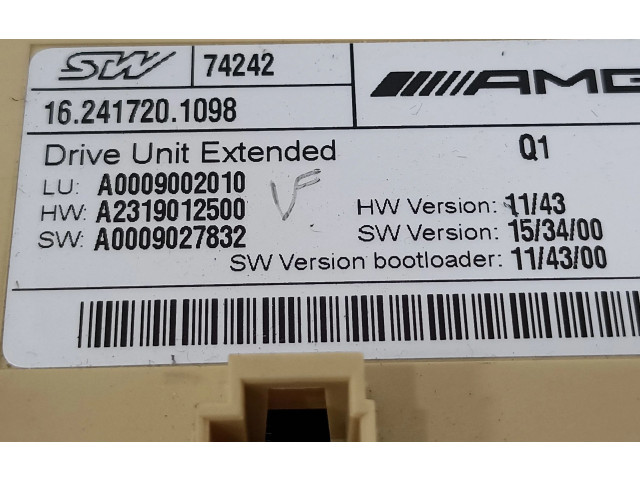 SW 74242
AMG
16.241720.1098
Drive Unit Extended Q1
LU: A0009002010
VF
HW: A2319012500 HW Version: 11/43
SW: A0009027832 SW Version: 15/34/00
SW Version bootloader: 11/43/00